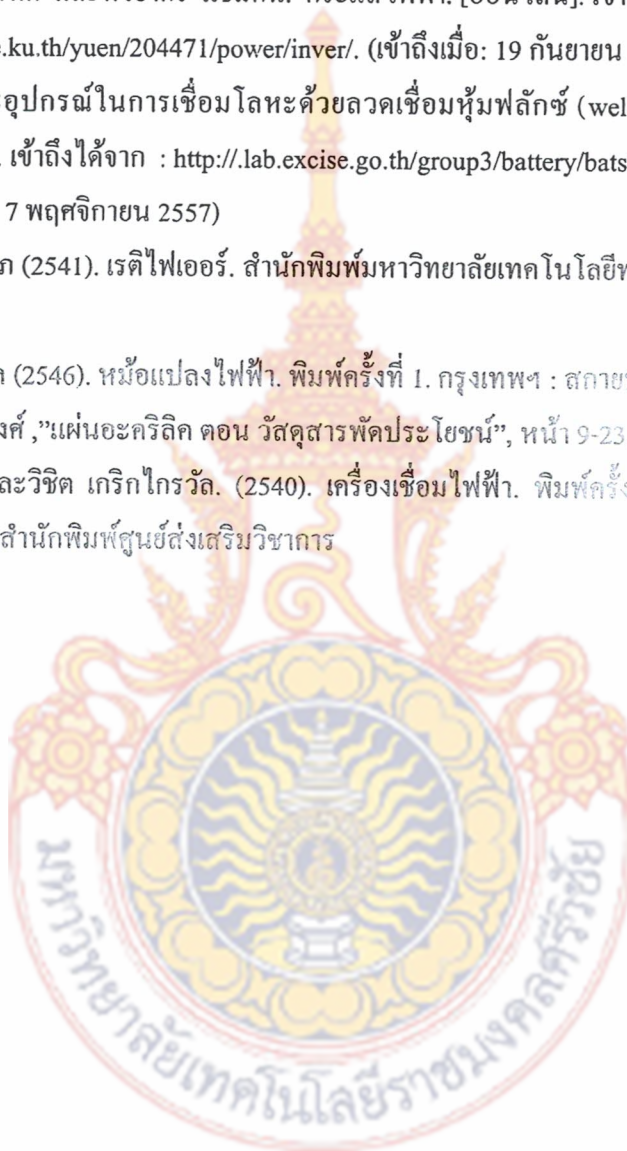 e.ku.th/yuen/204471/power/inver/. (เข้าถึงเมื่อ: 19 กันยายน
อุปกรณ์ในการเชื่อมโลหะด้วยลวดเชื่อมหุ้มฟลักซ์ (wel
เข้าถึงได้จาก : http://.lab.excise.go.th/group3/battery/bats
7 พฤศจิกายน 2557)
(2541). เรติไฟเออร์. สำนักพิมพ์มหาวิทยาลัยเทคโนโลยีพ
(2546). หม้อแปลงไฟฟ้า. พิมพ์ครั้งที่ 1. กรุงเทพฯ : สกาย
งศ์ ,”แผ่นอะคริลิค ตอน วัสดุสารพัดประโยชน์”, หน้า 9-23
ละวิชิต เกริกไกรวัล. (2540). เครื่องเชื่อมไฟฟ้า. พิมพ์ครั้ง
สำนักพิมพ์ศูนย์ส่งเสริมวิชาการ
มหาวิทยาลัยเทคโนโลยีราชมงคลศรีวิชัย